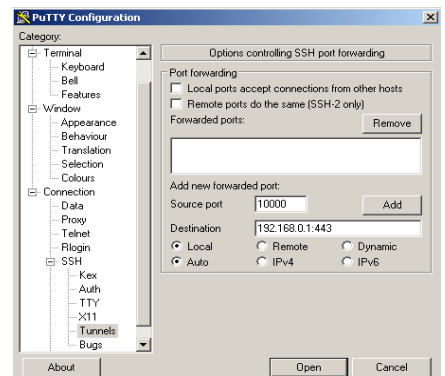 PuTTY Configuration
Category:
Terminal
Keyboard
Bell
Features
Window
Appearance
Behaviour
Translation
Selection
Colours
Connection
Data
Proxy
Telnet
Rlogin
SSH
Kex
Auth
TTY
X11
Tunnels
Bugs
Options controlling SSH port forwarding
Port forwarding
Local ports accept connections from other hosts
Remote ports do the same (SSH-2 only)
Forwarded ports:
Remove
Add new forwarded port:
Source port 10000 Add
Destination 192.168.0.1:443
Local Remote Dynamic
Auto IPv4 IPv6
About Open Cancel